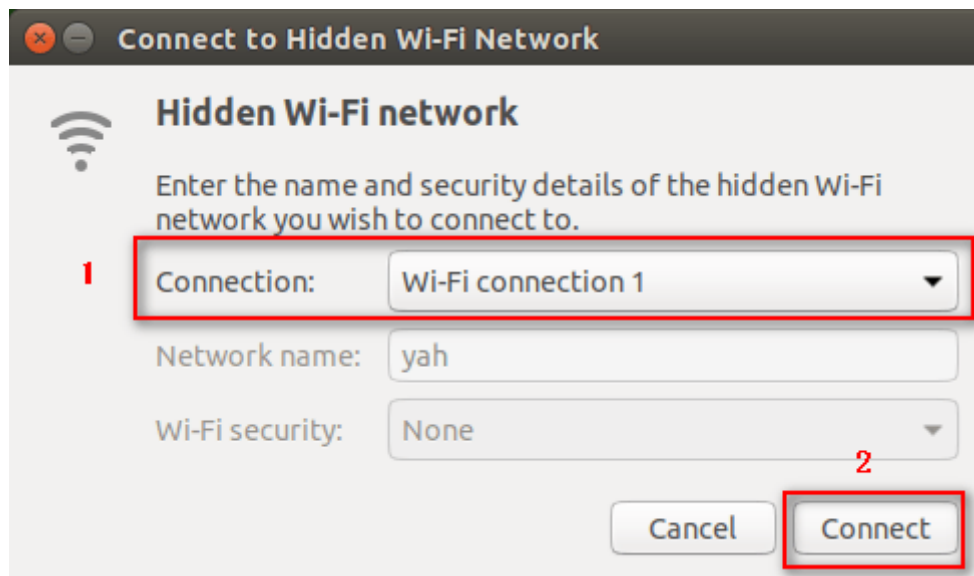 Connect to Hidden Wi-Fi Network
Hidden Wi-Fi network
Enter the name and security details of the hidden Wi-Fi
network you wish to connect to.
1 Connection: Wi-Fi connection 1
Network name: yah
Wi-Fi security: None
2
Cancel Connect